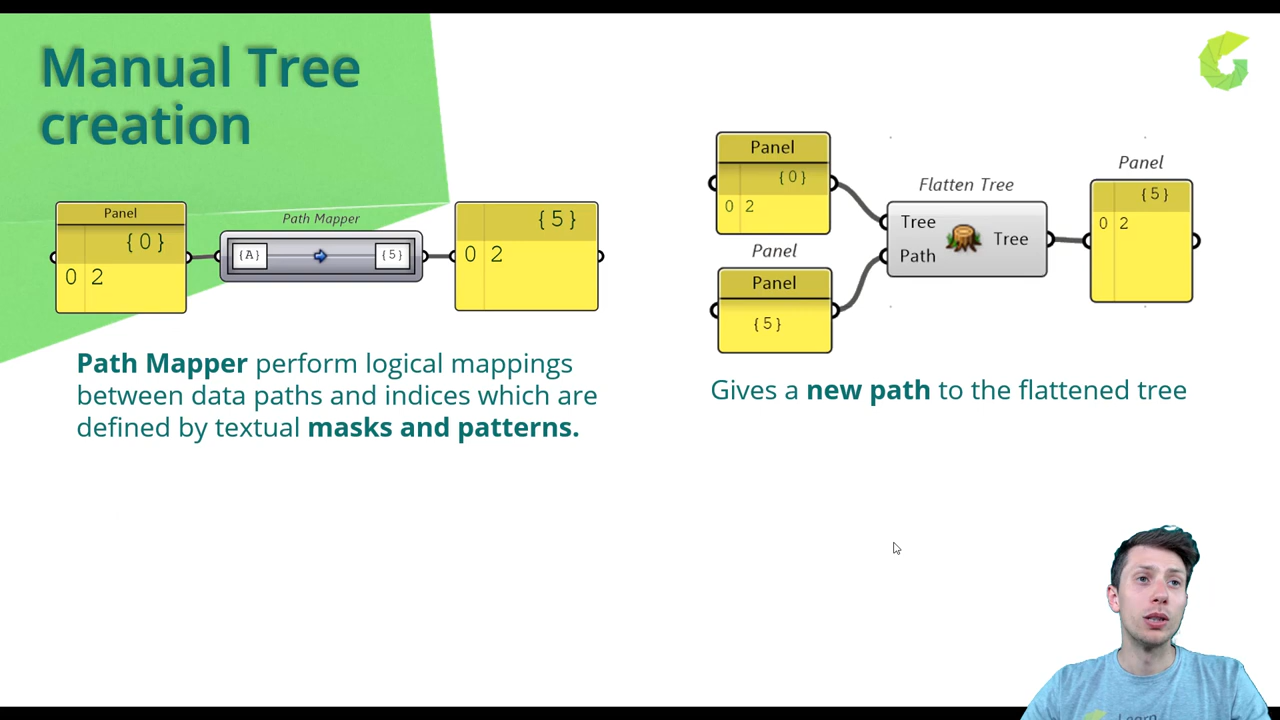 Manual Tree
creation
Panel
{0}
0 2
Path Mapper
{A}
{5}
{5}
0 2
Path Mapper perform logical mappings
between data paths and indices which are
defined by textual masks and patterns.
Panel
{0}
0 2
Panel
Panel
{5}
Flatten Tree
Tree
Path
Tree
Panel
{5}
0 2
Gives a new path to the flattened tree
Learn